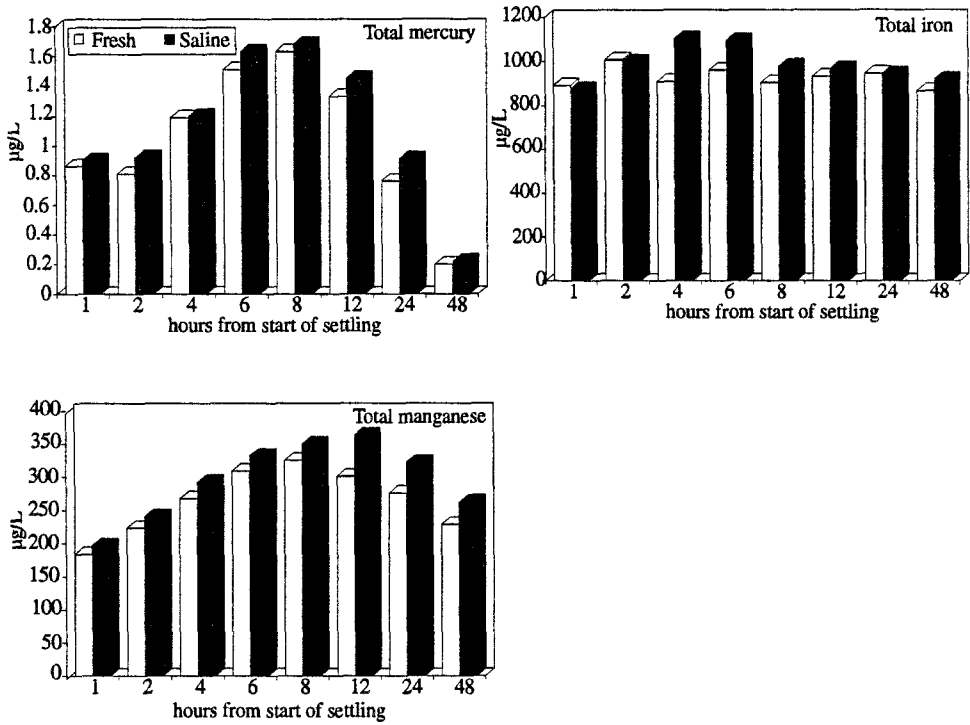 Total mercury
Fresh Saline
µg/L
1.8
1.6
1.4
1.2
1
0.8
0.6
0.4
0.2
0
1 2 4 6 8 12 24 48
hours from start of settling
Total iron
µg/L
1200
1000
800
600
400
200
0
1 2 4 6 8 12 24 48
hours from start of settling
Total manganese
µg/L
400
350
300
250
200
150
100
50
0
1 2 4 6 8 12 24 48
hours from start of settling